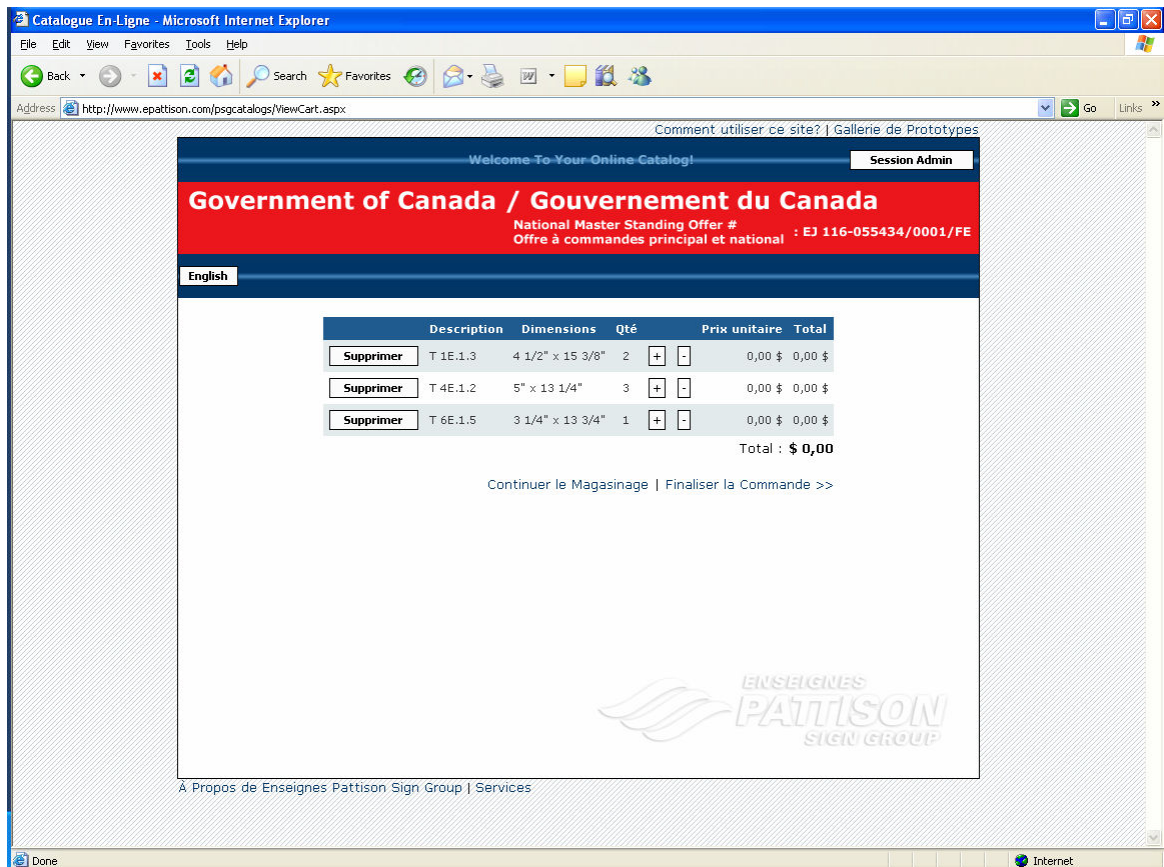 Catalogue En-Ligne - Microsoft Internet Explorer
File Edit View Favorites Tools Help
Back Search Favorites
Address http://www.epattison.com/psgcatalogs/ViewCart.aspx Go Links »
Comment utiliser ce site? | Gallerie de Prototypes
Welcome To Your Online Catalog! Session Admin
Government of Canada / Gouvernement du Canada
National Master Standing Offer #
Offre à commandes principal et national : EJ 116-055434/0001/FE
English
Description Dimensions Qté Prix unitaire Total
Supprimer T 1E.1.3 4 1/2" x 15 3/8" 2 + - 0,00 $ 0,00 $
Supprimer T 4E.1.2 5" x 13 1/4" 3 + - 0,00 $ 0,00 $
Supprimer T 6E.1.5 3 1/4" x 13 3/4" 1 + - 0,00 $ 0,00 $
Total : $ 0,00
Continuer le Magasinage | Finaliser la Commande >>
ENSEIGNES
PATTISON
SIGN GROUP
À Propos de Enseignes Pattison Sign Group | Services
Done Internet